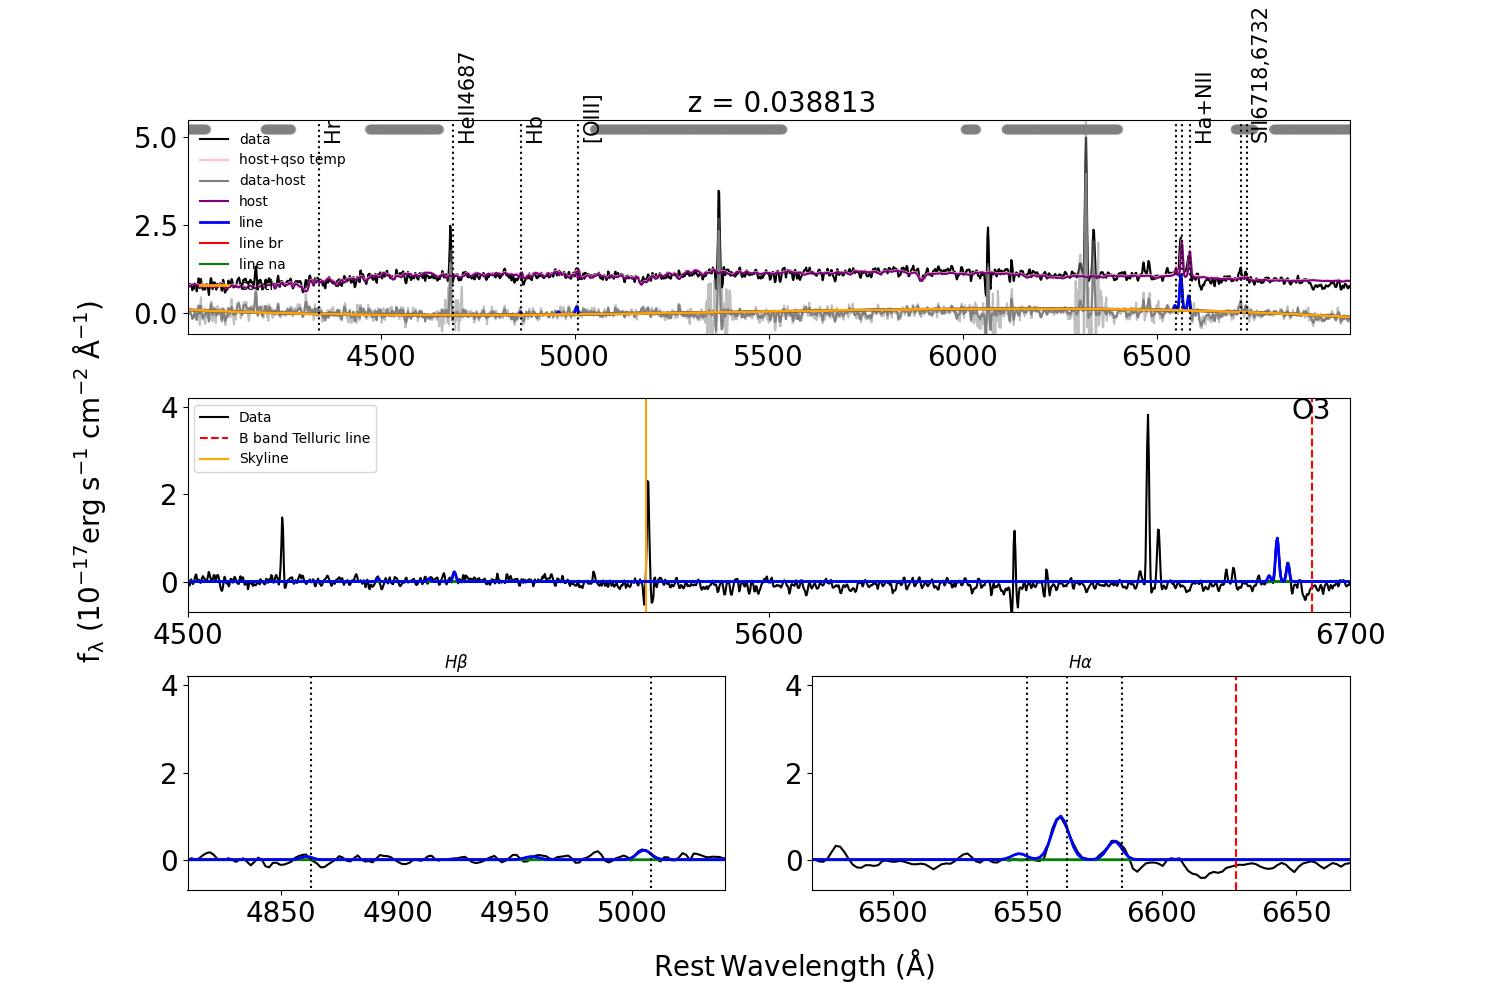 Hr
HeII4687
Hb
[OIII]
Ha+NII
SII6718,6732
z = 0.038813
data
host+qso temp
data-host
host
line
line br
line na
5.0
2.5
0.0
4500 5000 5500 6000 6500
fλ (10−17erg s−1 cm−2 Å−1)
Data
B band Telluric line
Skyline
O3
4
2
0
4500 5600 6700
Hβ
4
2
0
4850 4900 4950 5000
Hα
4
2
0
6500 6550 6600 6650
Rest Wavelength (Å)